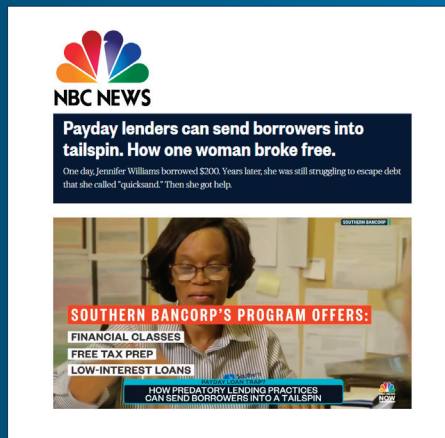 NBC NEWS
Payday lenders can send borrowers into
tailspin. How one woman broke free.
One day, Jennifer Williams borrowed $200. Years later, she was still struggling to escape debt
that she called "quicksand." Then she got help.
SOUTHERN BANCORP
SOUTHERN BANCORP'S PROGRAM OFFERS:
FINANCIAL CLASSES
FREE TAX PREP
LOW-INTEREST LOANS
Southern
PAYDAY LOAN TRAP?
HOW PREDATORY LENDING PRACTICES
CAN SEND BORROWERS INTO A TAILSPIN
NBC NEWS
NOW